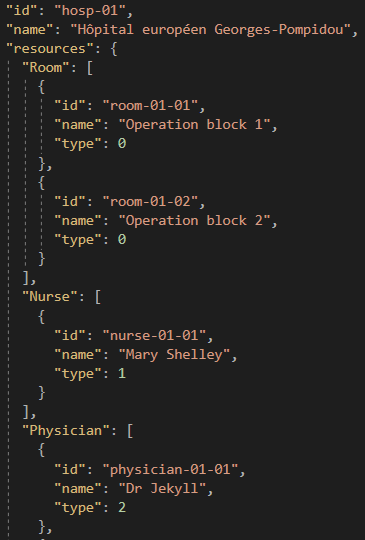 "id": "hosp-01",
"name": "Hôpital européen Georges-Pompidou",
"resources": {
"Room": [
{
"id": "room-01-01",
"name": "Operation block 1",
"type": 0
},
{
"id": "room-01-02",
"name": "Operation block 2",
"type": 0
}
],
"Nurse": [
{
"id": "nurse-01-01",
"name": "Mary Shelley",
"type": 1
}
],
"Physician": [
{
"id": "physician-01-01",
"name": "Dr Jekyll",
"type": 2
},